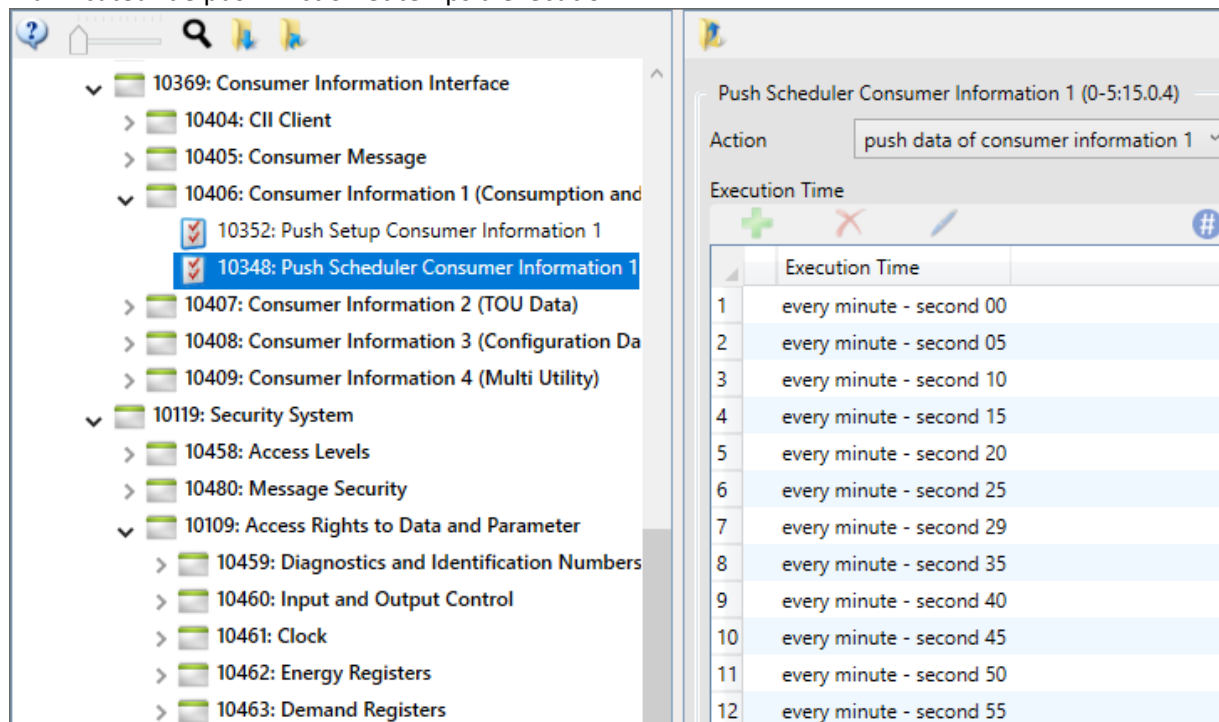 10369: Consumer Information Interface
10404: CII Client
10405: Consumer Message
10406: Consumer Information 1 (Consumption and
10352: Push Setup Consumer Information 1
10348: Push Scheduler Consumer Information 1
10407: Consumer Information 2 (TOU Data)
10408: Consumer Information 3 (Configuration Da
10409: Consumer Information 4 (Multi Utility)
10119: Security System
10458: Access Levels
10480: Message Security
10109: Access Rights to Data and Parameter
10459: Diagnostics and Identification Numbers
10460: Input and Output Control
10461: Clock
10462: Energy Registers
10463: Demand Registers
Push Scheduler Consumer Information 1 (0-5:15.0.4)
Action push data of consumer information 1
Execution Time
#
Execution Time
1 every minute - second 00
2 every minute - second 05
3 every minute - second 10
4 every minute - second 15
5 every minute - second 20
6 every minute - second 25
7 every minute - second 29
8 every minute - second 35
9 every minute - second 40
10 every minute - second 45
11 every minute - second 50
12 every minute - second 55